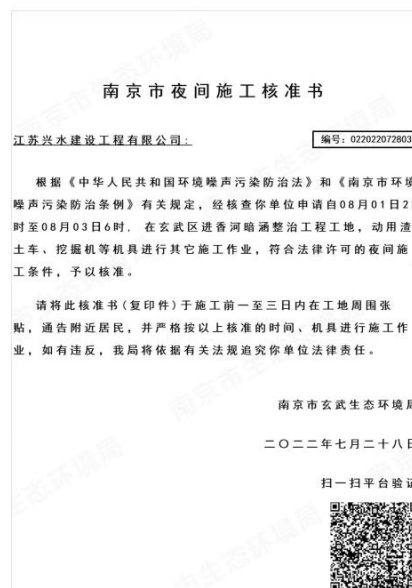 南京市夜间施工核准书
江苏兴水建设工程有限公司：
编号：022022072803
根据《中华人民共和国环境噪声污染防治法》和《南京市环境
噪声污染防治条例》有关规定，经核查你单位申请自08月01日2
时至08月03日6时，在玄武区进香河暗涵整治工程工地，动用渣
土车、挖掘机等机具进行其它施工作业，符合法律许可的夜间施
工条件，予以核准。
请将此核准书(复印件)于施工前一至三日内在工地周围张
贴，通告附近居民，并严格按以上核准的时间、机具进行施工作
业，如有违反，我局将依据有关法规追究你单位法律责任。
南京市玄武生态环境局
二〇二二年七月二十八日
扫一扫平台验证